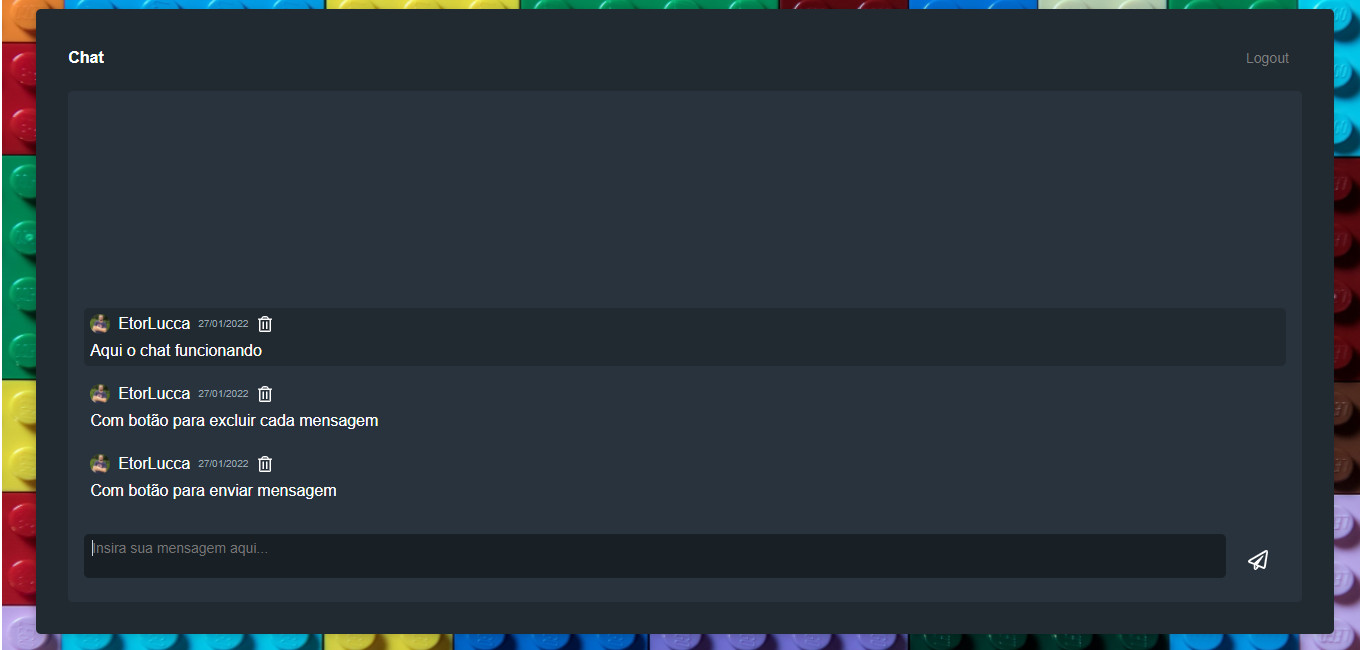 Chat
Logout
EtorLucca 27/01/2022
Aqui o chat funcionando
EtorLucca 27/01/2022
Com botão para excluir cada mensagem
EtorLucca 27/01/2022
Com botão para enviar mensagem
Insira sua mensagem aqui...